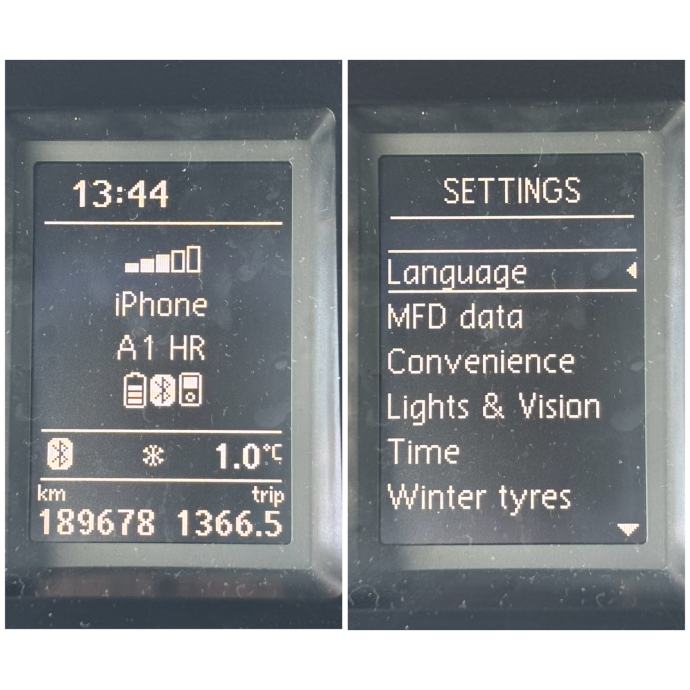 13:44
iPhone
A1 HR
1.0°C
km trip
189678 1366.5
SETTINGS
Language
MFD data
Convenience
Lights & Vision
Time
Winter tyres